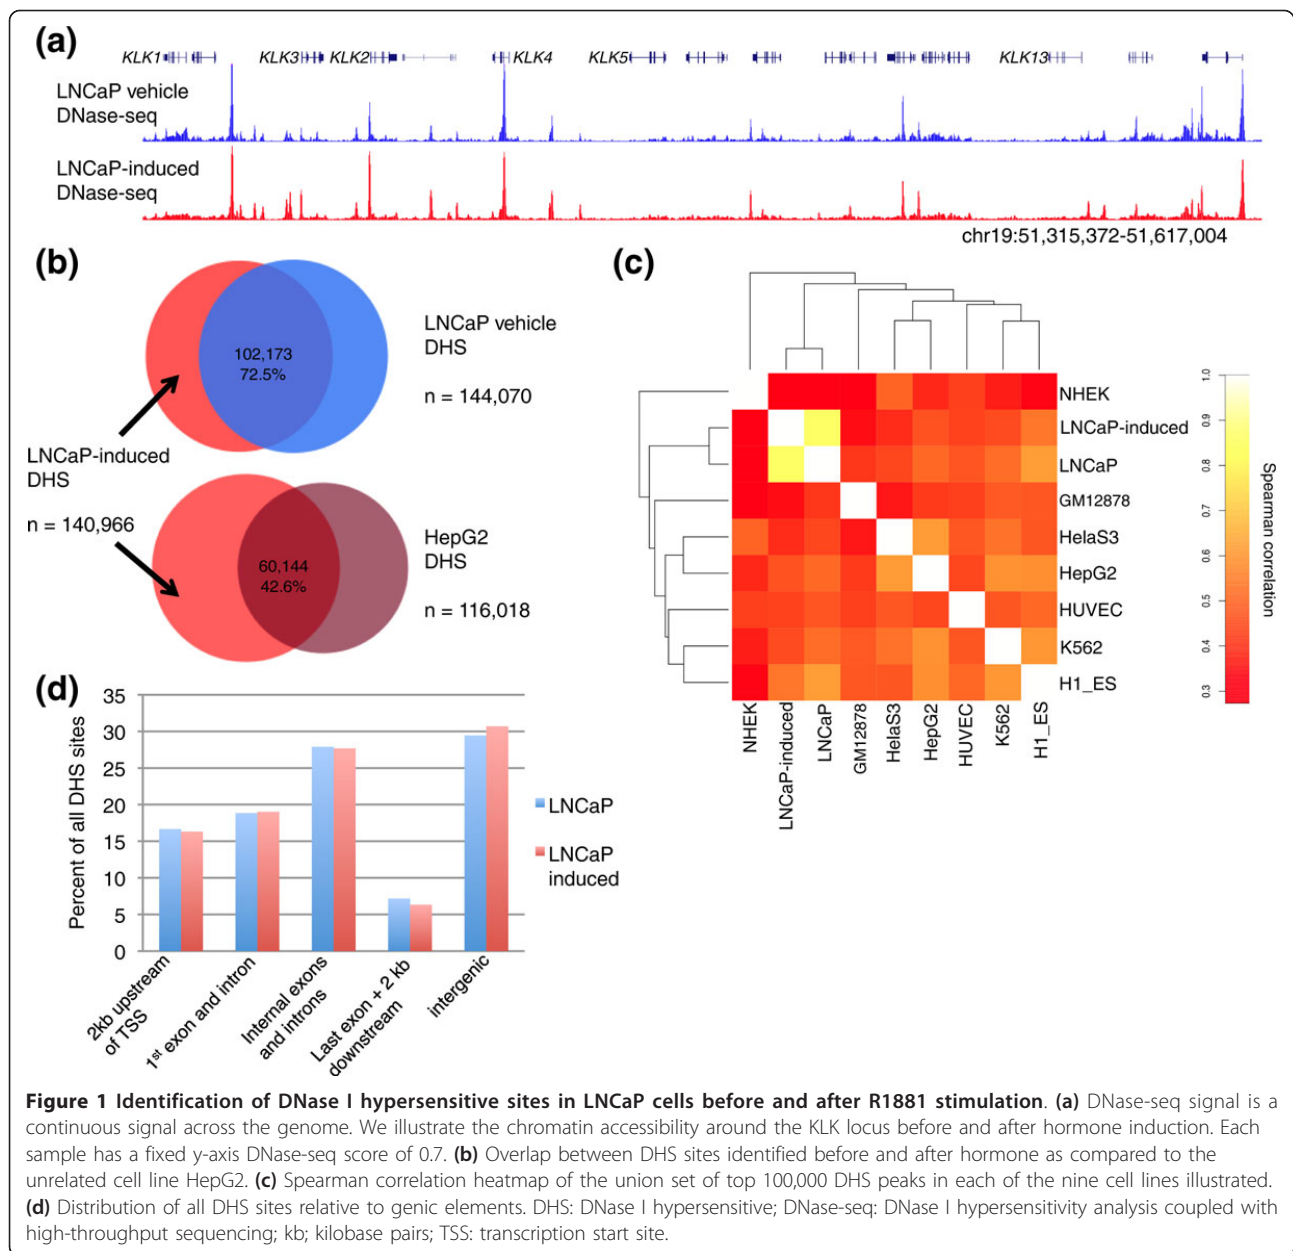 (a)
KLK1 KLK3 KLK2 KLK4 KLK5 KLK13
LNCaP vehicle
DNase-seq
LNCaP-induced
DNase-seq
chr19:51,315,372-51,617,004
(b)
102,173
72.5%
LNCaP vehicle
DHS
n = 144,070
LNCaP-induced
DHS
n = 140,966
60,144
42.6%
HepG2
DHS
n = 116,018
(c)
NHEK
LNCaP-induced
LNCaP
GM12878
HelaS3
HepG2
HUVEC
K562
H1_ES
NHEK
LNCaP-induced
LNCaP
GM12878
HelaS3
HepG2
HUVEC
K562
H1_ES
1.0
0.9
0.8
0.7
0.6
0.5
0.4
0.3
Spearman correlation
(d)
Percent of all DHS sites
35
30
25
20
15
10
5
0
2kb upstream
of TSS
1st exon and intron
Internal exons
and introns
Last exon + 2 kb
downstream
intergenic
LNCaP
LNCaP
induced
Figure 1 Identification of DNase I hypersensitive sites in LNCaP cells before and after R1881 stimulation. (a) DNase-seq signal is a
continuous signal across the genome. We illustrate the chromatin accessibility around the KLK locus before and after hormone induction. Each
sample has a fixed y-axis DNase-seq score of 0.7. (b) Overlap between DHS sites identified before and after hormone as compared to the
unrelated cell line HepG2. (c) Spearman correlation heatmap of the union set of top 100,000 DHS peaks in each of the nine cell lines illustrated.
(d) Distribution of all DHS sites relative to genic elements. DHS: DNase I hypersensitive; DNase-seq: DNase I hypersensitivity analysis coupled with
high-throughput sequencing; kb; kilobase pairs; TSS: transcription start site.